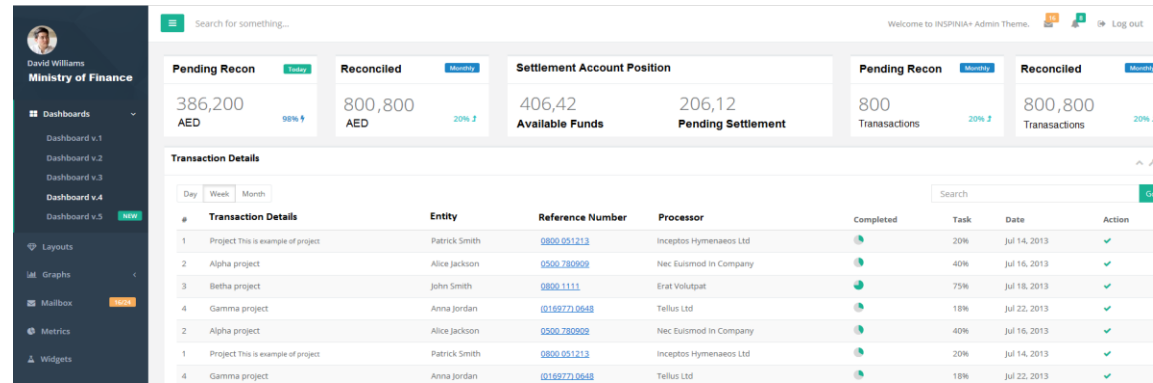 Search for something...
Welcome to INSPINIA+ Admin Theme.
16
8
Log out
David Williams
Ministry of Finance
Dashboards
Dashboard v.1
Dashboard v.2
Dashboard v.3
Dashboard v.4
Dashboard v.5 NEW
Layouts
Graphs
Mailbox 16/24
Metrics
Widgets
Pending Recon Today
386,200
AED 98%
Reconciled Monthly
800,800
AED 20%
Settlement Account Position
406,42 206,12
Available Funds Pending Settlement
Pending Recon Monthly
800
Tranasactions 20%
Reconciled Monthly
800,800
Tranasactions 20%
Transaction Details
Day Week Month Search
# Transaction Details Entity Reference Number Processor Completed Task Date Action
1 Project This is example of project Patrick Smith 0800 051213 Inceptos Hymenaeos Ltd 20% Jul 14, 2013
2 Alpha project Alice Jackson 0500 780909 Nec Euismod In Company 40% Jul 16, 2013
3 Betha project John Smith 0800 1111 Erat Volutpat 75% Jul 18, 2013
4 Gamma project Anna Jordan (016977) 0648 Tellus Ltd 18% Jul 22, 2013
2 Alpha project Alice Jackson 0500 780909 Nec Euismod In Company 40% Jul 16, 2013
1 Project This is example of project Patrick Smith 0800 051213 Inceptos Hymenaeos Ltd 20% Jul 14, 2013
4 Gamma project Anna Jordan (016977) 0648 Tellus Ltd 18% Jul 22, 2013